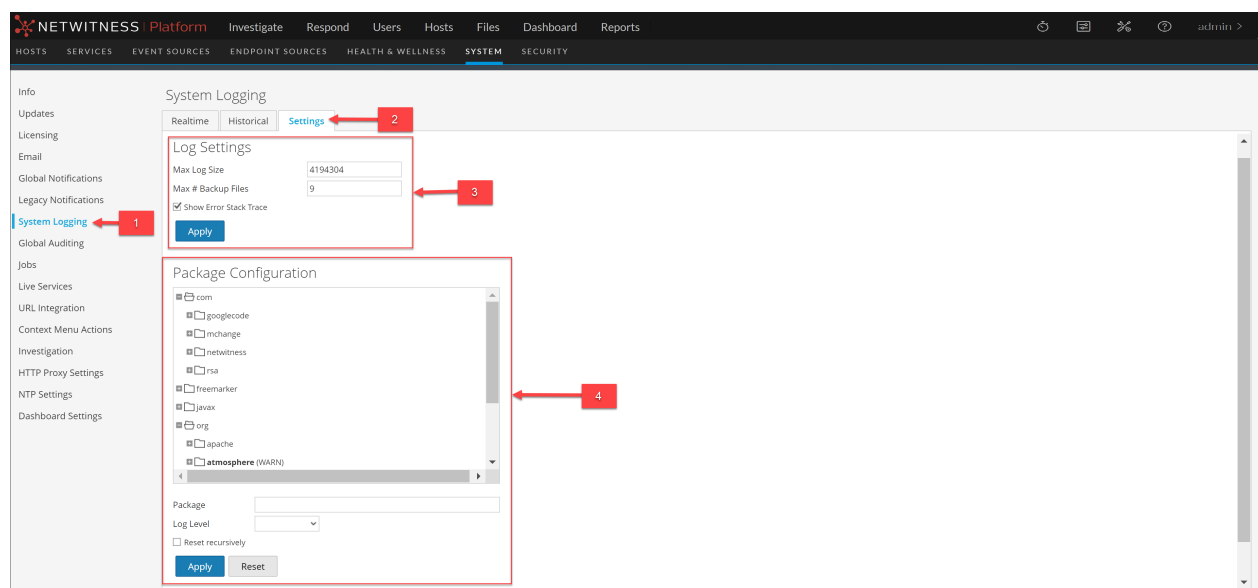 NETWITNESS Platform Investigate Respond Users Hosts Files Dashboard Reports admin >
HOSTS SERVICES EVENT SOURCES ENDPOINT SOURCES HEALTH & WELLNESS SYSTEM SECURITY
Info
Updates
Licensing
Email
Global Notifications
Legacy Notifications
System Logging
1
Global Auditing
Jobs
Live Services
URL Integration
Context Menu Actions
Investigation
HTTP Proxy Settings
NTP Settings
Dashboard Settings
System Logging
Realtime Historical Settings
2
Log Settings
Max Log Size 4194304
Max # Backup Files 9
Show Error Stack Trace
Apply
3
Package Configuration
com
googlecode
mchange
netwitness
rsa
freemarker
javax
org
apache
atmosphere (WARN)
4
Package
Log Level
Reset recursively
Apply Reset